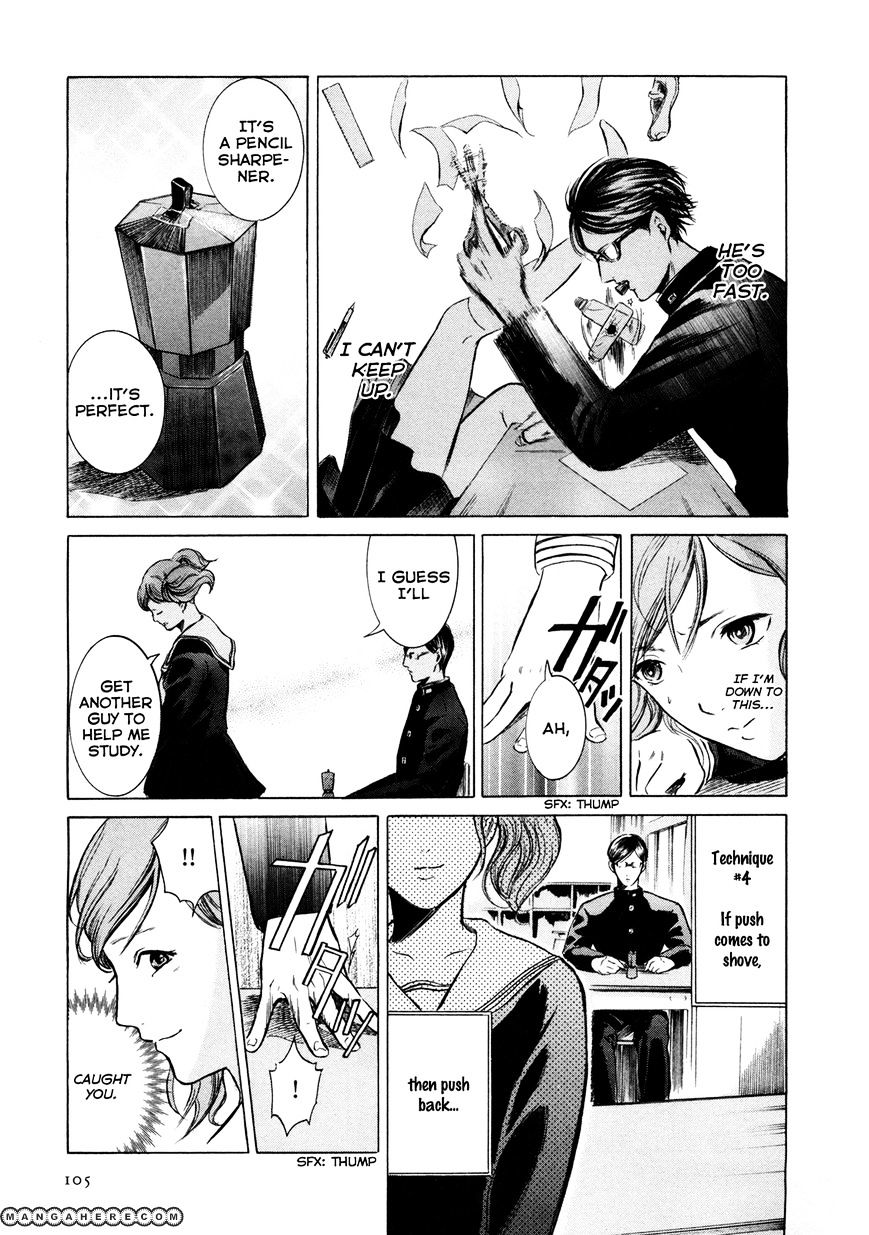 HE'S
TOO
FAST.
I CAN'T
KEEP
UP.
IT'S
A PENCIL
SHARPE-
NER.
...IT'S
PERFECT.
IF I'M
DOWN TO
THIS...
ガタッ
AH,
SFX: THUMP
I GUESS
I'LL
GET
ANOTHER
GUY TO
HELP ME
STUDY.
Technique
#4
If push
comes to
shove,
then push
back...
ガタッ
!
SFX: THUMP
!!
CAUGHT
YOU.
105
MANGAHERE.COM